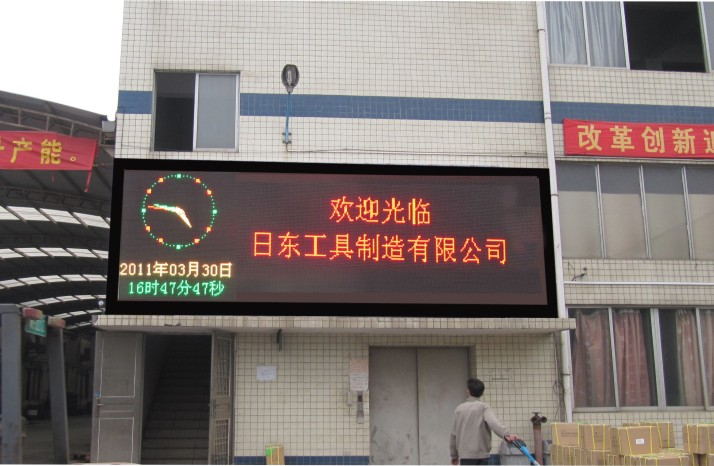 产能。
改革创新
欢迎光临
日东工具制造有限公司
2011年03月30日
16时47分47秒